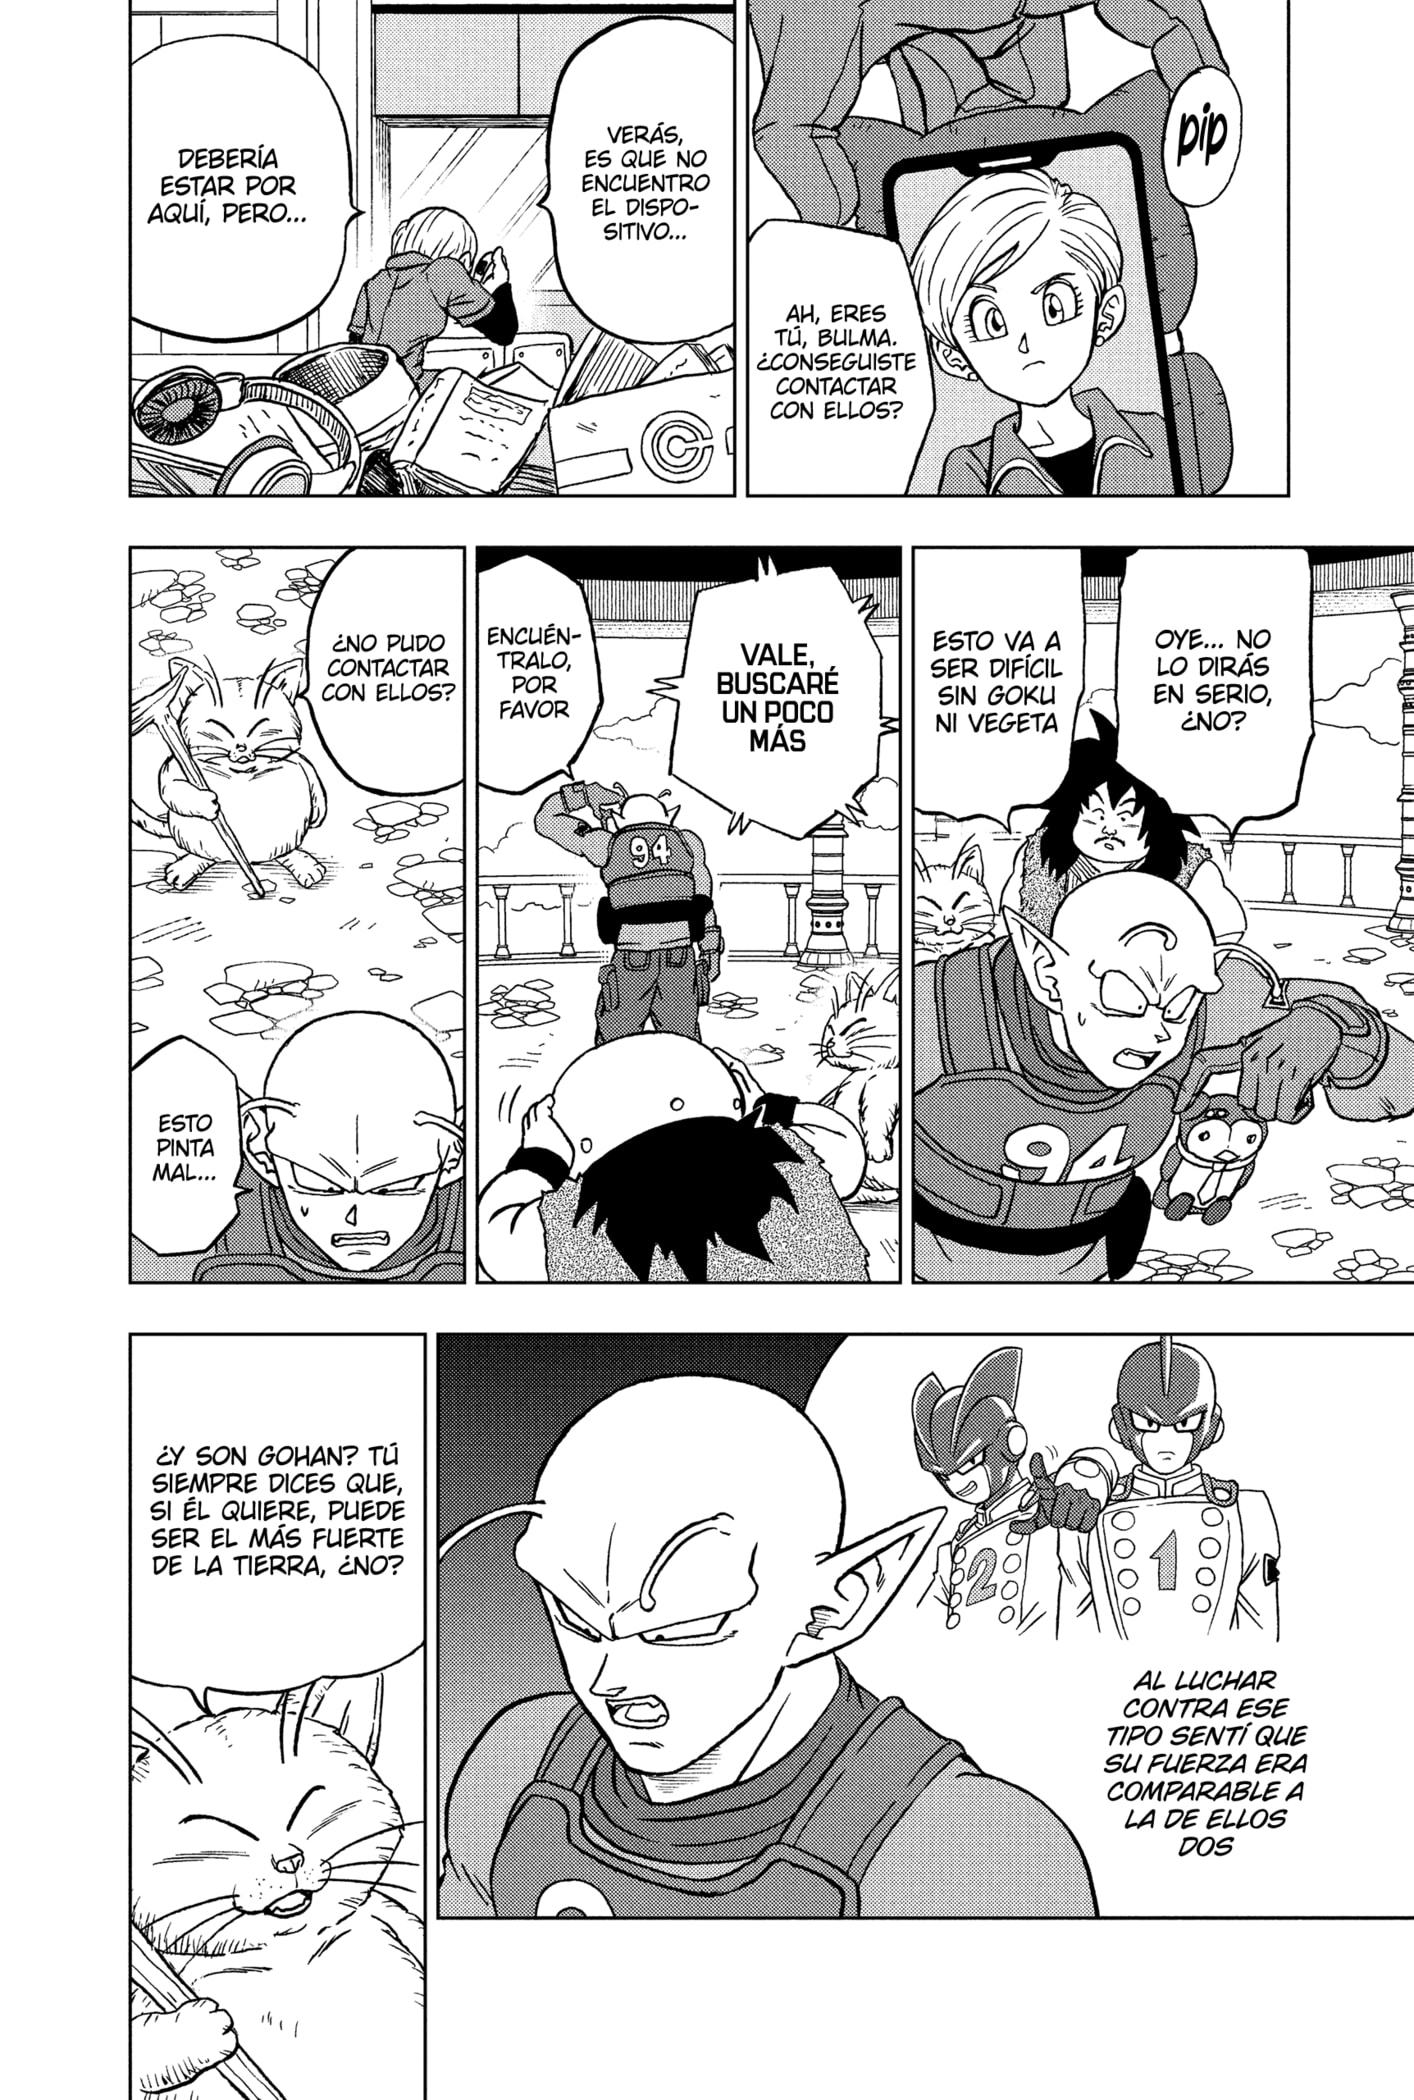 pip
AH, ERES
TÚ, BULMA.
¿CONSEGUISTE
CONTACTAR
CON ELLOS?
VERÁS,
ES QUE NO
ENCUENTRO
EL DISPO-
SITIVO...
DEBERÍA
ESTAR POR
AQUÍ, PERO...
OYE... NO
LO DIRÁS
EN SERIO,
¿NO?
ESTO VA A
SER DIFÍCIL
SIN GOKU
NI VEGETA
94
VALE,
BUSCARÉ
UN POCO
MÁS
ENCUÉN-
TRALO,
POR
FAVOR
94
¿NO PUDO
CONTACTAR
CON ELLOS?
ESTO
PINTA
MAL...
2
1
AL LUCHAR
CONTRA ESE
TIPO SENTÍ QUE
SU FUERZA ERA
COMPARABLE A
LA DE ELLOS
DOS
¿Y SON GOHAN? TÚ
SIEMPRE DICES QUE,
SI ÉL QUIERE, PUEDE
SER EL MÁS FUERTE
DE LA TIERRA, ¿NO?